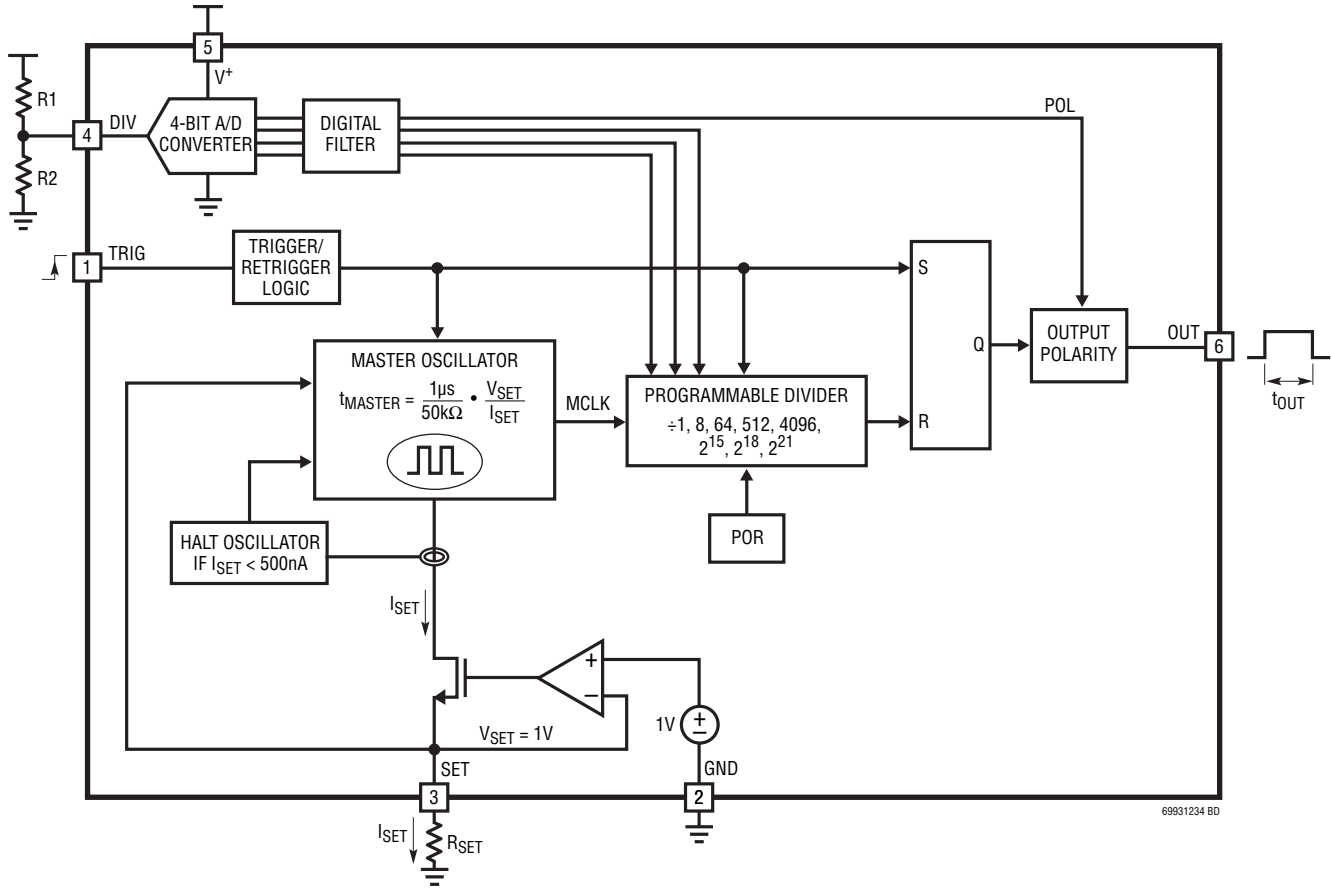 5
V+
R1
4
DIV
4-BIT A/D
CONVERTER
DIGITAL
FILTER
POL
R2
1
TRIG
TRIGGER/
RETRIGGER
LOGIC
S
Q
R
OUTPUT
POLARITY
OUT
6
tOUT
MASTER OSCILLATOR
tMASTER = 1µs/50kΩ • VSET/ISET
MCLK
PROGRAMMABLE DIVIDER
÷1, 8, 64, 512, 4096,
2^15, 2^18, 2^21
POR
HALT OSCILLATOR
IF ISET < 500nA
ISET
+
–
VSET = 1V
1V
+
–
SET
GND
3
2
ISET
RSET
69931234 BD